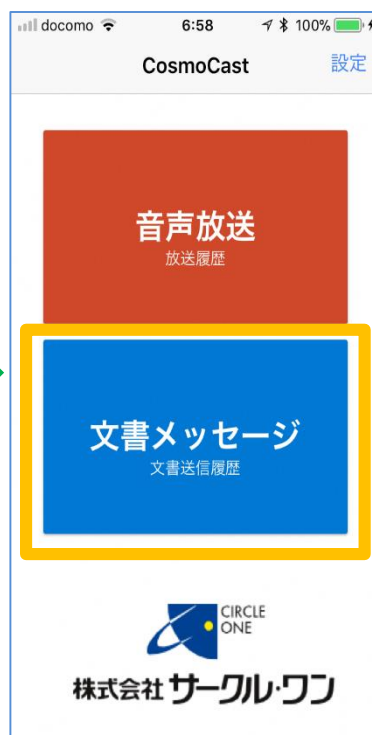 docomo 6:58 100%
CosmoCast 設定
音声放送
放送履歴
文書メッセージ
文書送信履歴
CIRCLE
ONE
株式会社サークル・ワン